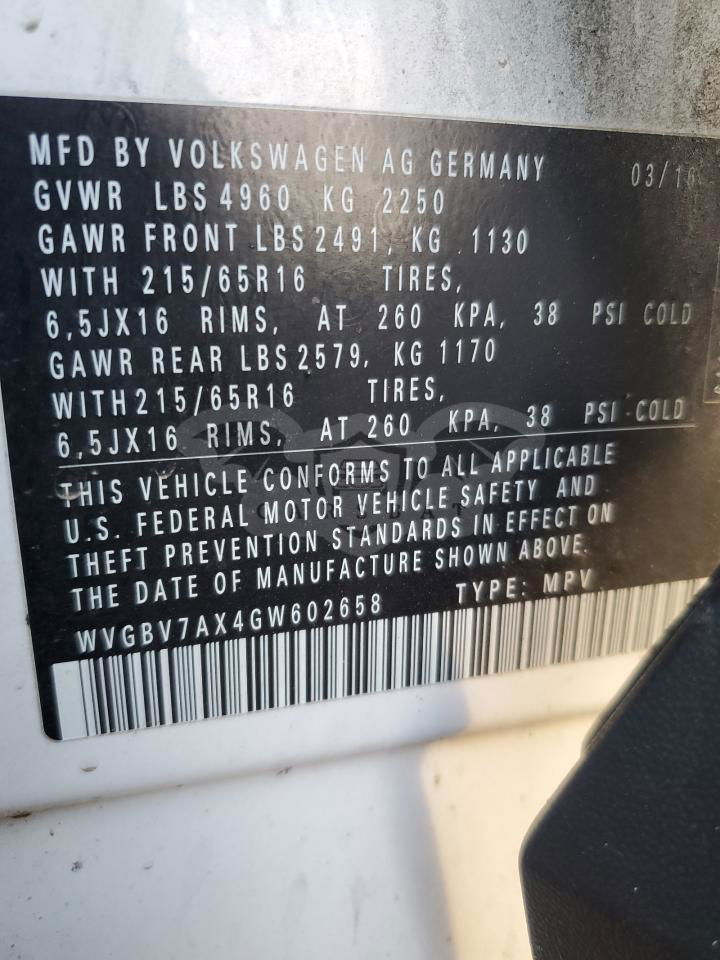 MFD BY VOLKSWAGEN AG GERMANY 03/16
GVWR LBS 4960 KG 2250
GAWR FRONT LBS 2491, KG 1130
WITH 215/65R16 TIRES,
6,5JX16 RIMS, AT 260 KPA, 38 PSI COLD
GAWR REAR LBS 2579, KG 1170
WITH 215/65R16 TIRES,
6,5JX16 RIMS, AT 260 KPA, 38 PSI COLD
THIS VEHICLE CONFORMS TO ALL APPLICABLE
U.S. FEDERAL MOTOR VEHICLE SAFETY AND
THEFT PREVENTION STANDARDS IN EFFECT ON
THE DATE OF MANUFACTURE SHOWN ABOVE.
WVGBV7AX4GW602658 TYPE: MPV